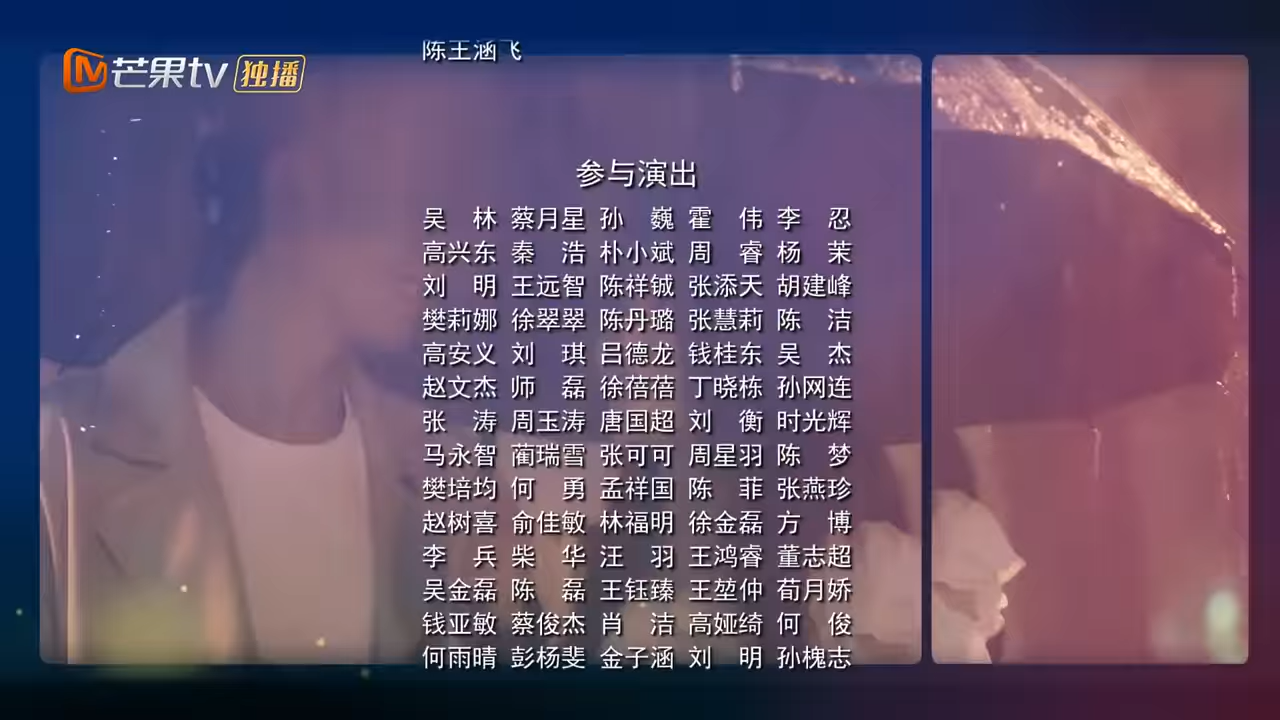 陈王涵飞
芒果tv 独播
参与演出
吴　林 蔡月星 孙　巍 霍　伟 李　忍
高兴东 秦　浩 朴小斌 周　睿 杨　茉
刘　明 王远智 陈祥铖 张添天 胡建峰
樊莉娜 徐翠翠 陈丹璐 张慧莉 陈　洁
高安义 刘　琪 吕德龙 钱桂东 吴　杰
赵文杰 师　磊 徐蓓蓓 丁晓栋 孙网连
张　涛 周玉涛 唐国超 刘　衡 时光辉
马永智 蔺瑞雪 张可可 周星羽 陈　梦
樊培均 何　勇 孟祥国 陈　菲 张燕珍
赵树喜 俞佳敏 林福明 徐金磊 方　博
李　兵 柴　华 汪　羽 王鸿睿 董志超
吴金磊 陈　磊 王钰臻 王堃仲 荀月娇
钱亚敏 蔡俊杰 肖　洁 高娅绮 何　俊
何雨晴 彭杨斐 金子涵 刘　明 孙槐志